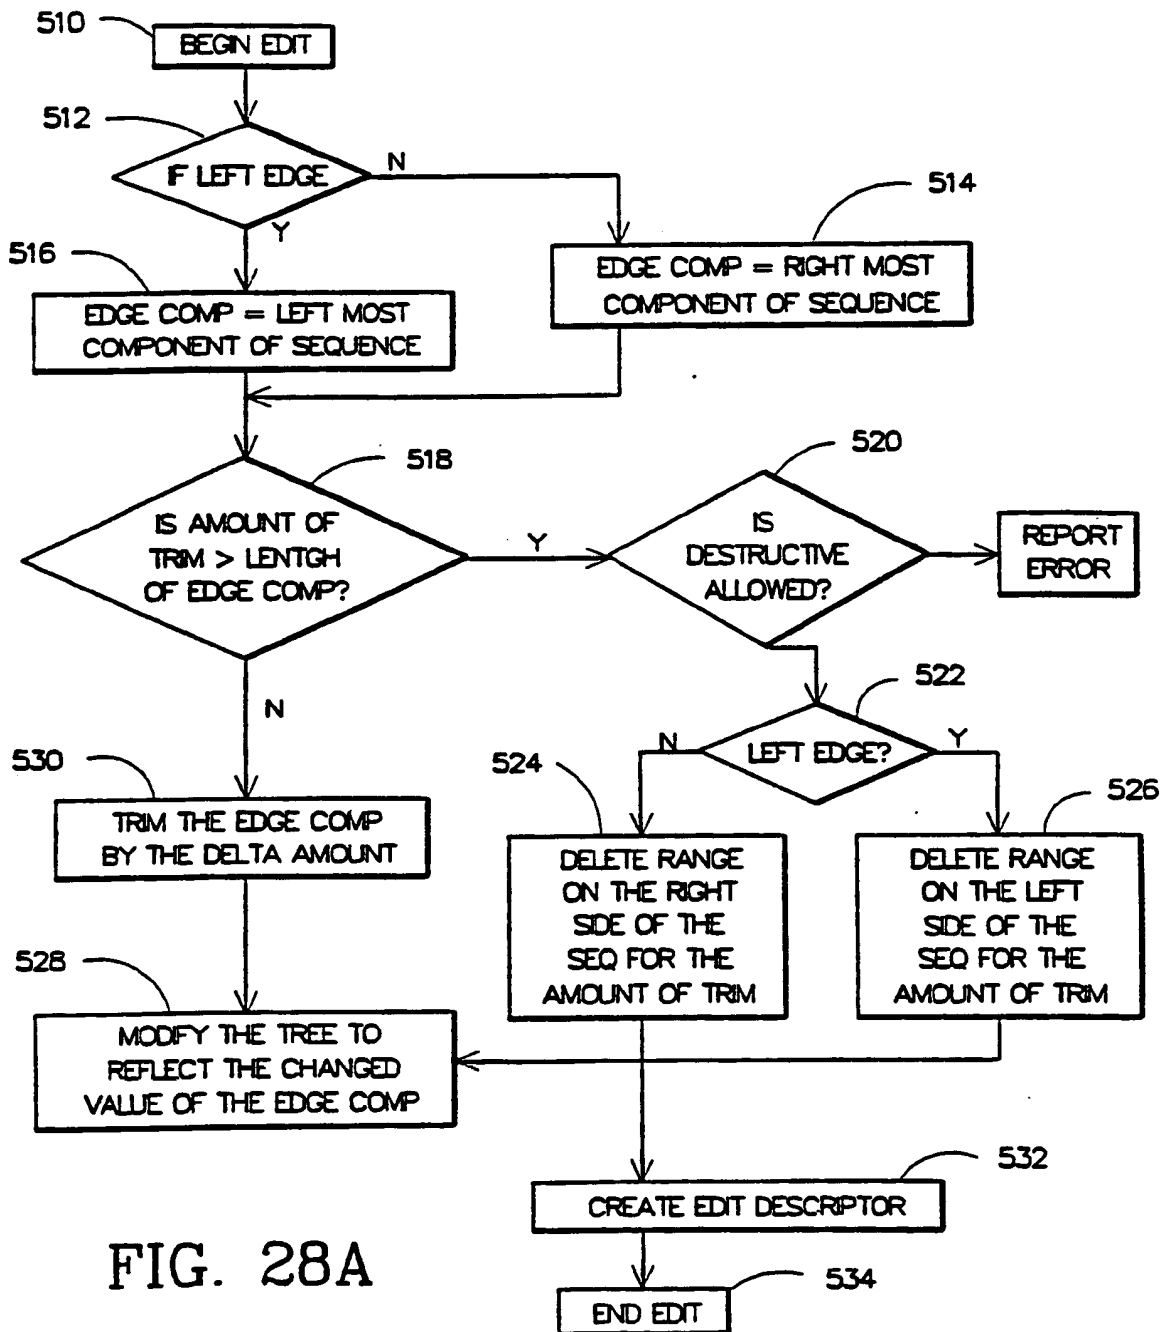 510
BEGIN EDIT
512
IF LEFT EDGE
N
Y
514
EDGE COMP = RIGHT MOST
COMPONENT OF SEQUENCE
516
EDGE COMP = LEFT MOST
COMPONENT OF SEQUENCE
518
IS AMOUNT OF
TRIM > LENTGH
OF EDGE COMP?
Y
N
520
IS
DESTRUCTIVE
ALLOWED?
REPORT
ERROR
522
LEFT EDGE?
N
Y
524
DELETE RANGE
ON THE RIGHT
SIDE OF THE
SEQ FOR THE
AMOUNT OF TRIM
526
DELETE RANGE
ON THE LEFT
SIDE OF THE
SEQ FOR THE
AMOUNT OF TRIM
530
TRIM THE EDGE COMP
BY THE DELTA AMOUNT
528
MODIFY THE TREE TO
REFLECT THE CHANGED
VALUE OF THE EDGE COMP
532
CREATE EDIT DESCRIPTOR
534
END EDIT
FIG. 28A